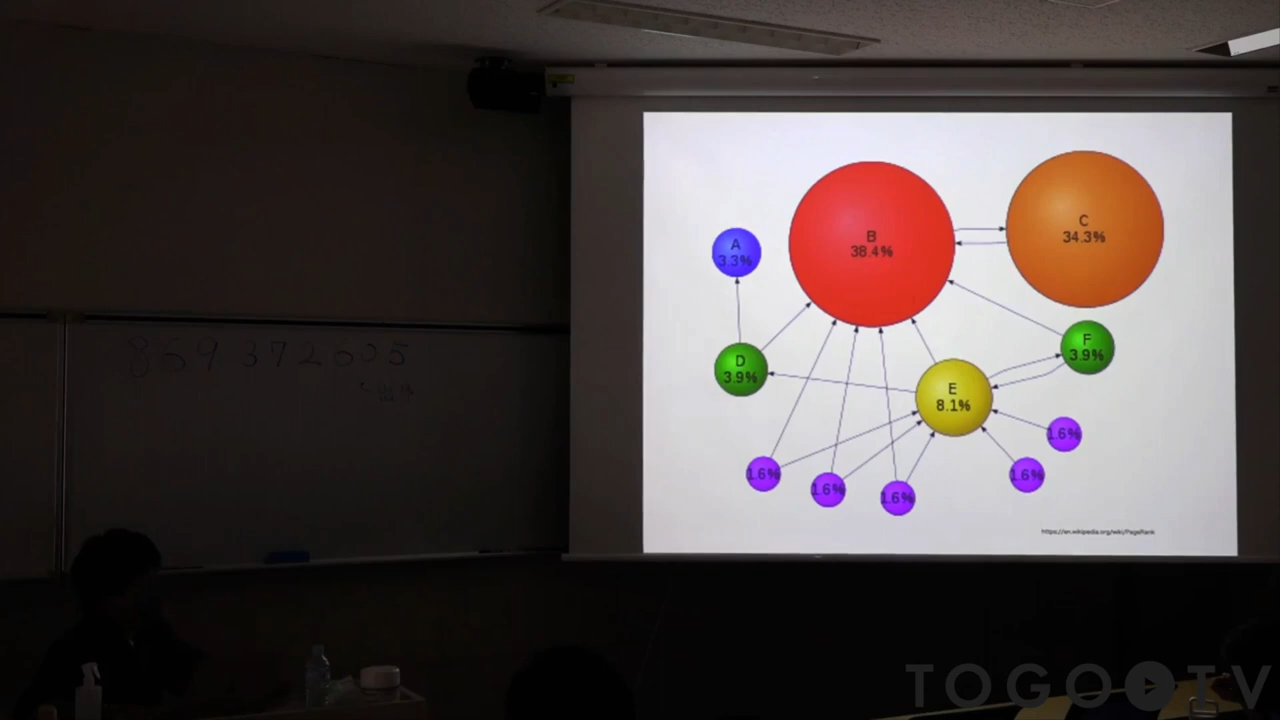 A
3.3%
B
38.4%
C
34.3%
D
3.9%
E
8.1%
F
3.9%
1.6%
1.6%
1.6%
1.6%
1.6%
https://en.wikipedia.org/wiki/PageRank
TOGO TV